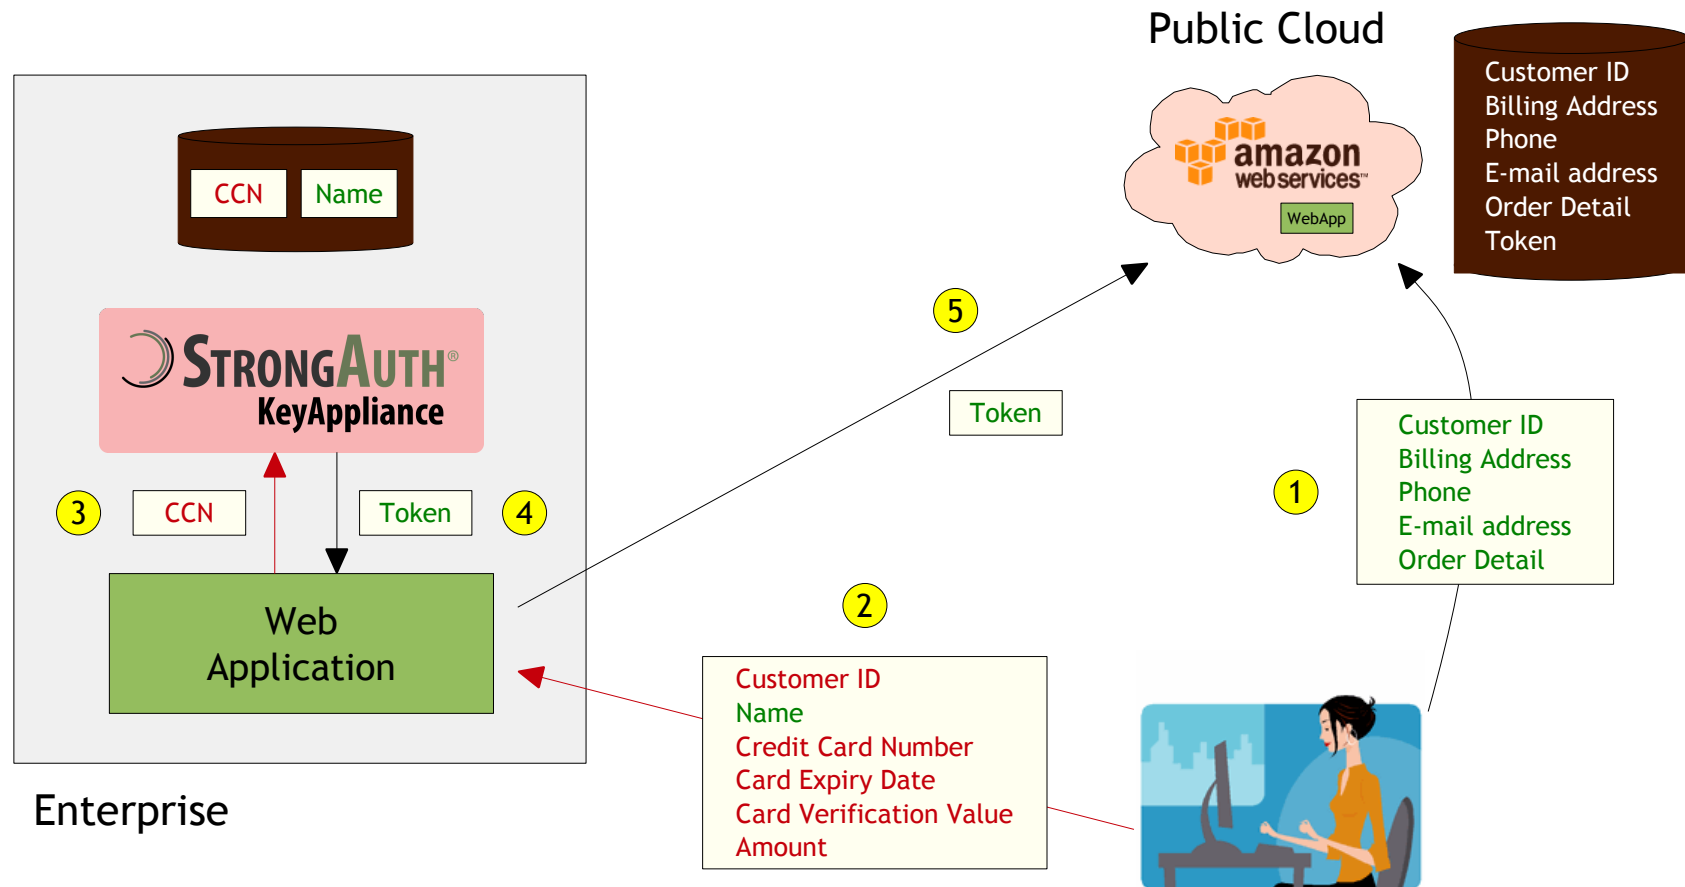 Public Cloud
Customer ID
Billing Address
Phone
E-mail address
Order Detail
Token
amazon
webservices™
WebApp
CCN
Name
STRONGAUTH®
KeyAppliance
5
Token
3
CCN
Token
4
1
Customer ID
Billing Address
Phone
E-mail address
Order Detail
Web
Application
2
Customer ID
Name
Credit Card Number
Card Expiry Date
Card Verification Value
Amount
Enterprise